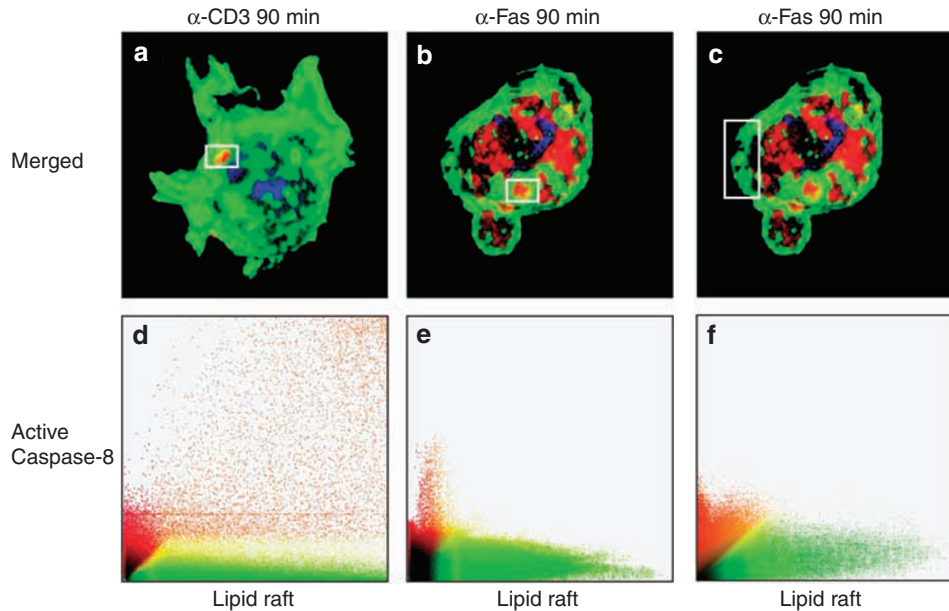 α-CD3 90 min
α-Fas 90 min
α-Fas 90 min
Merged
a
b
c
Active
Caspase-8
d
e
f
Lipid raft
Lipid raft
Lipid raft